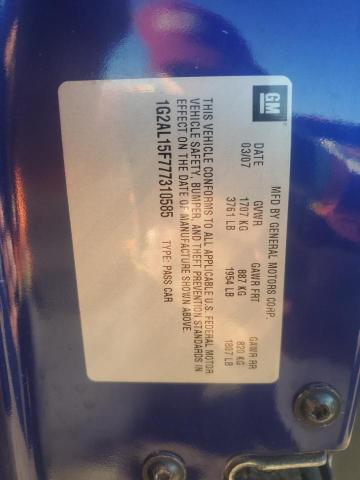 GM
MFD BY GENERAL MOTORS CORP.
DATE GVWR GAWR FRT GAWR RR
03/07 1707 KG 887 KG 820 KG
3761 LB 1954 LB 1807 LB
THIS VEHICLE CONFORMS TO ALL APPLICABLE U.S. FEDERAL MOTOR
VEHICLE SAFETY, BUMPER, AND THEFT PREVENTION STANDARDS IN
EFFECT ON THE DATE OF MANUFACTURE SHOWN ABOVE.
1G2AL15F777310585 TYPE: PASS CAR